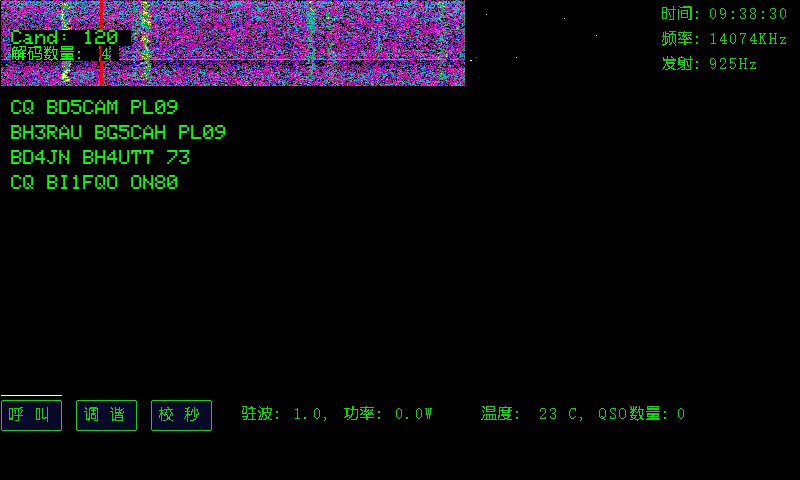 Cand: 120
解码数量: 4
时间: 09:38:30
频率: 14074KHz
发射: 925Hz
CQ BD5CAM PL09
BH3RAU BG5CAH PL09
BD4JN BH4UTT 73
CQ BI1FQO ON80
呼 叫 调 谐 校 秒 驻波: 1.0, 功率: 0.0W 温度: 23 C, QSO数量: 0